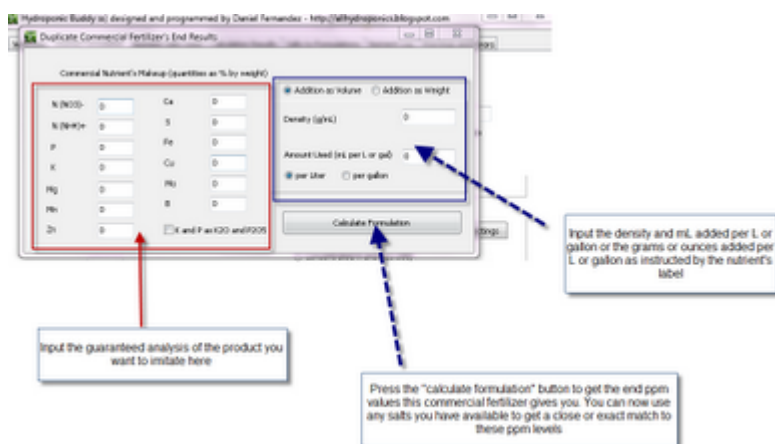 Hydroponic Buddy designed and programmed by Daniel Fernandez - http://allhydroponics.blogspot.com
Duplicate Commercial Fertilizer's End Results
Commercial Nutrient's Makeup (quantities as % by weight)
N (NO3)- 0 Ca 0
N (NH4)+ 0 S 0
P 0 Fe 0
K 0 Cu 0
Mg 0 Mo 0
Mn 0 B 0
Zn 0 K and P as K2O and P2O5
Addition as Volume Addition as Weight
Density (g/mL) 0
Amount Used (mL per L or gal) 0
per Liter per gallon
Calculate Formulation
Input the density and mL added per L or
gallon or the grams or ounces added per
L or gallon as instructed by the nutrient's
label
Input the guaranteed analysis of the product you
want to imitate here
Press the "calculate formulation" button to get the end ppm
values this commercial fertilizer gives you. You can now use
any salts you have available to get a close or exact match to
these ppm levels